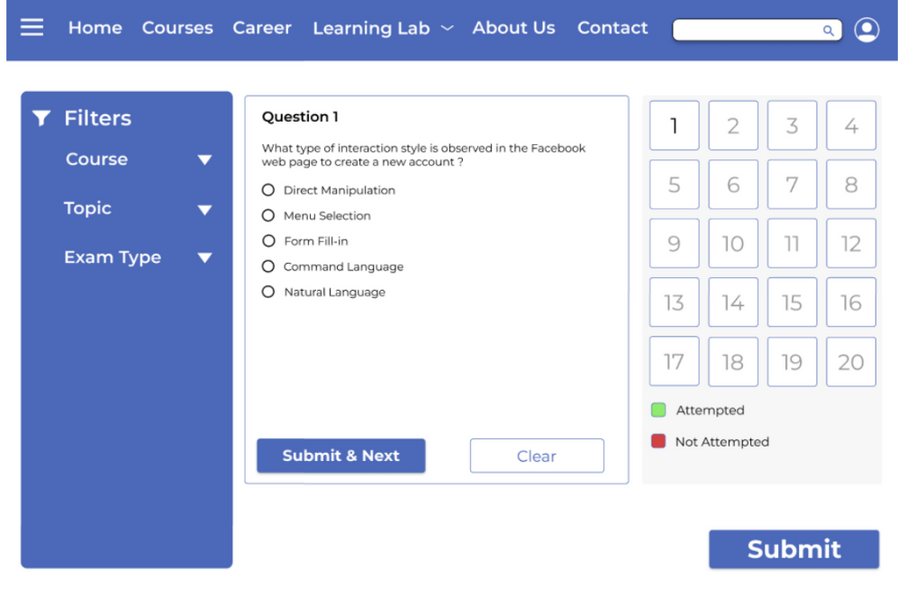 Home Courses Career Learning Lab About Us Contact
Filters
Course
Topic
Exam Type
Question 1
What type of interaction style is observed in the Facebook
web page to create a new account ?
Direct Manipulation
Menu Selection
Form Fill-in
Command Language
Natural Language
Submit & Next Clear
1 2 3 4
5 6 7 8
9 10 11 12
13 14 15 16
17 18 19 20
Attempted
Not Attempted
Submit